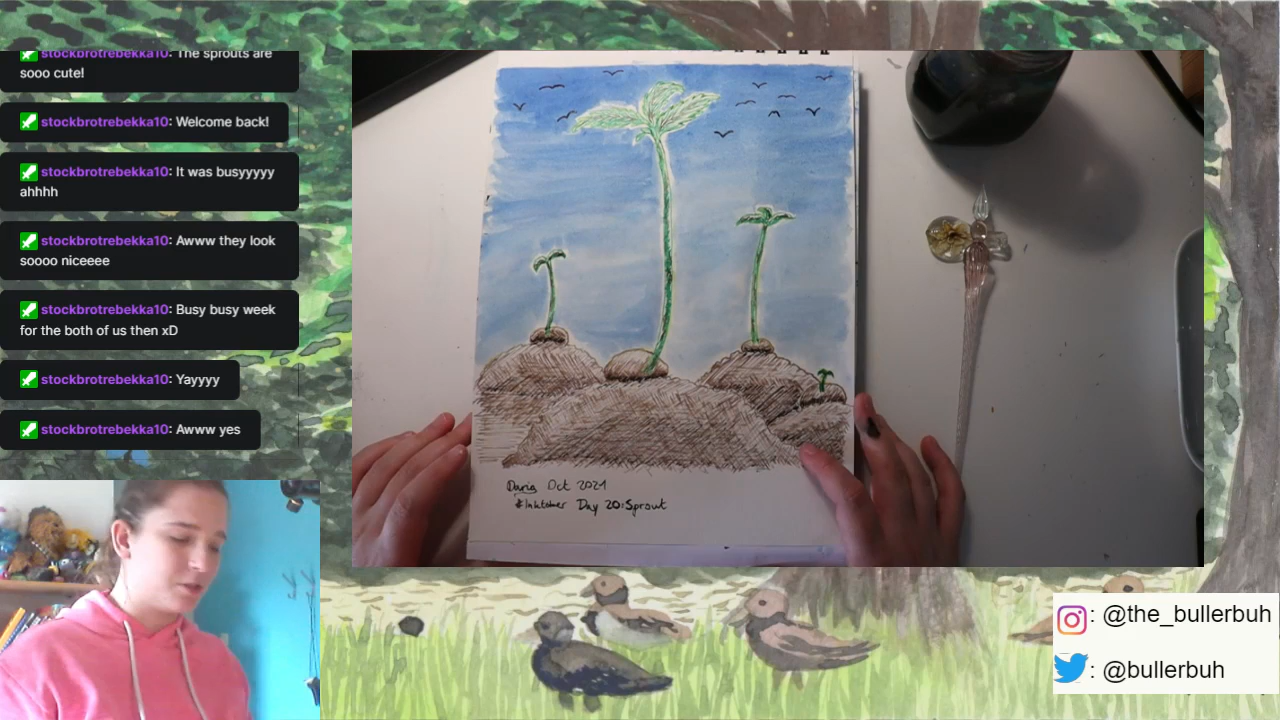 stockbrotrebekka10: The sprouts are
sooo cute!
stockbrotrebekka10: Welcome back!
stockbrotrebekka10: It was busyyyyy
ahhhh
stockbrotrebekka10: Awww they look
soooo niceeee
stockbrotrebekka10: Busy busy week
for the both of us then xD
stockbrotrebekka10: Yayyyy
stockbrotrebekka10: Awww yes
Daria Oct 2021
#Inktober Day 20: Sprout
: @the_bullerbuh
: @bullerbuh